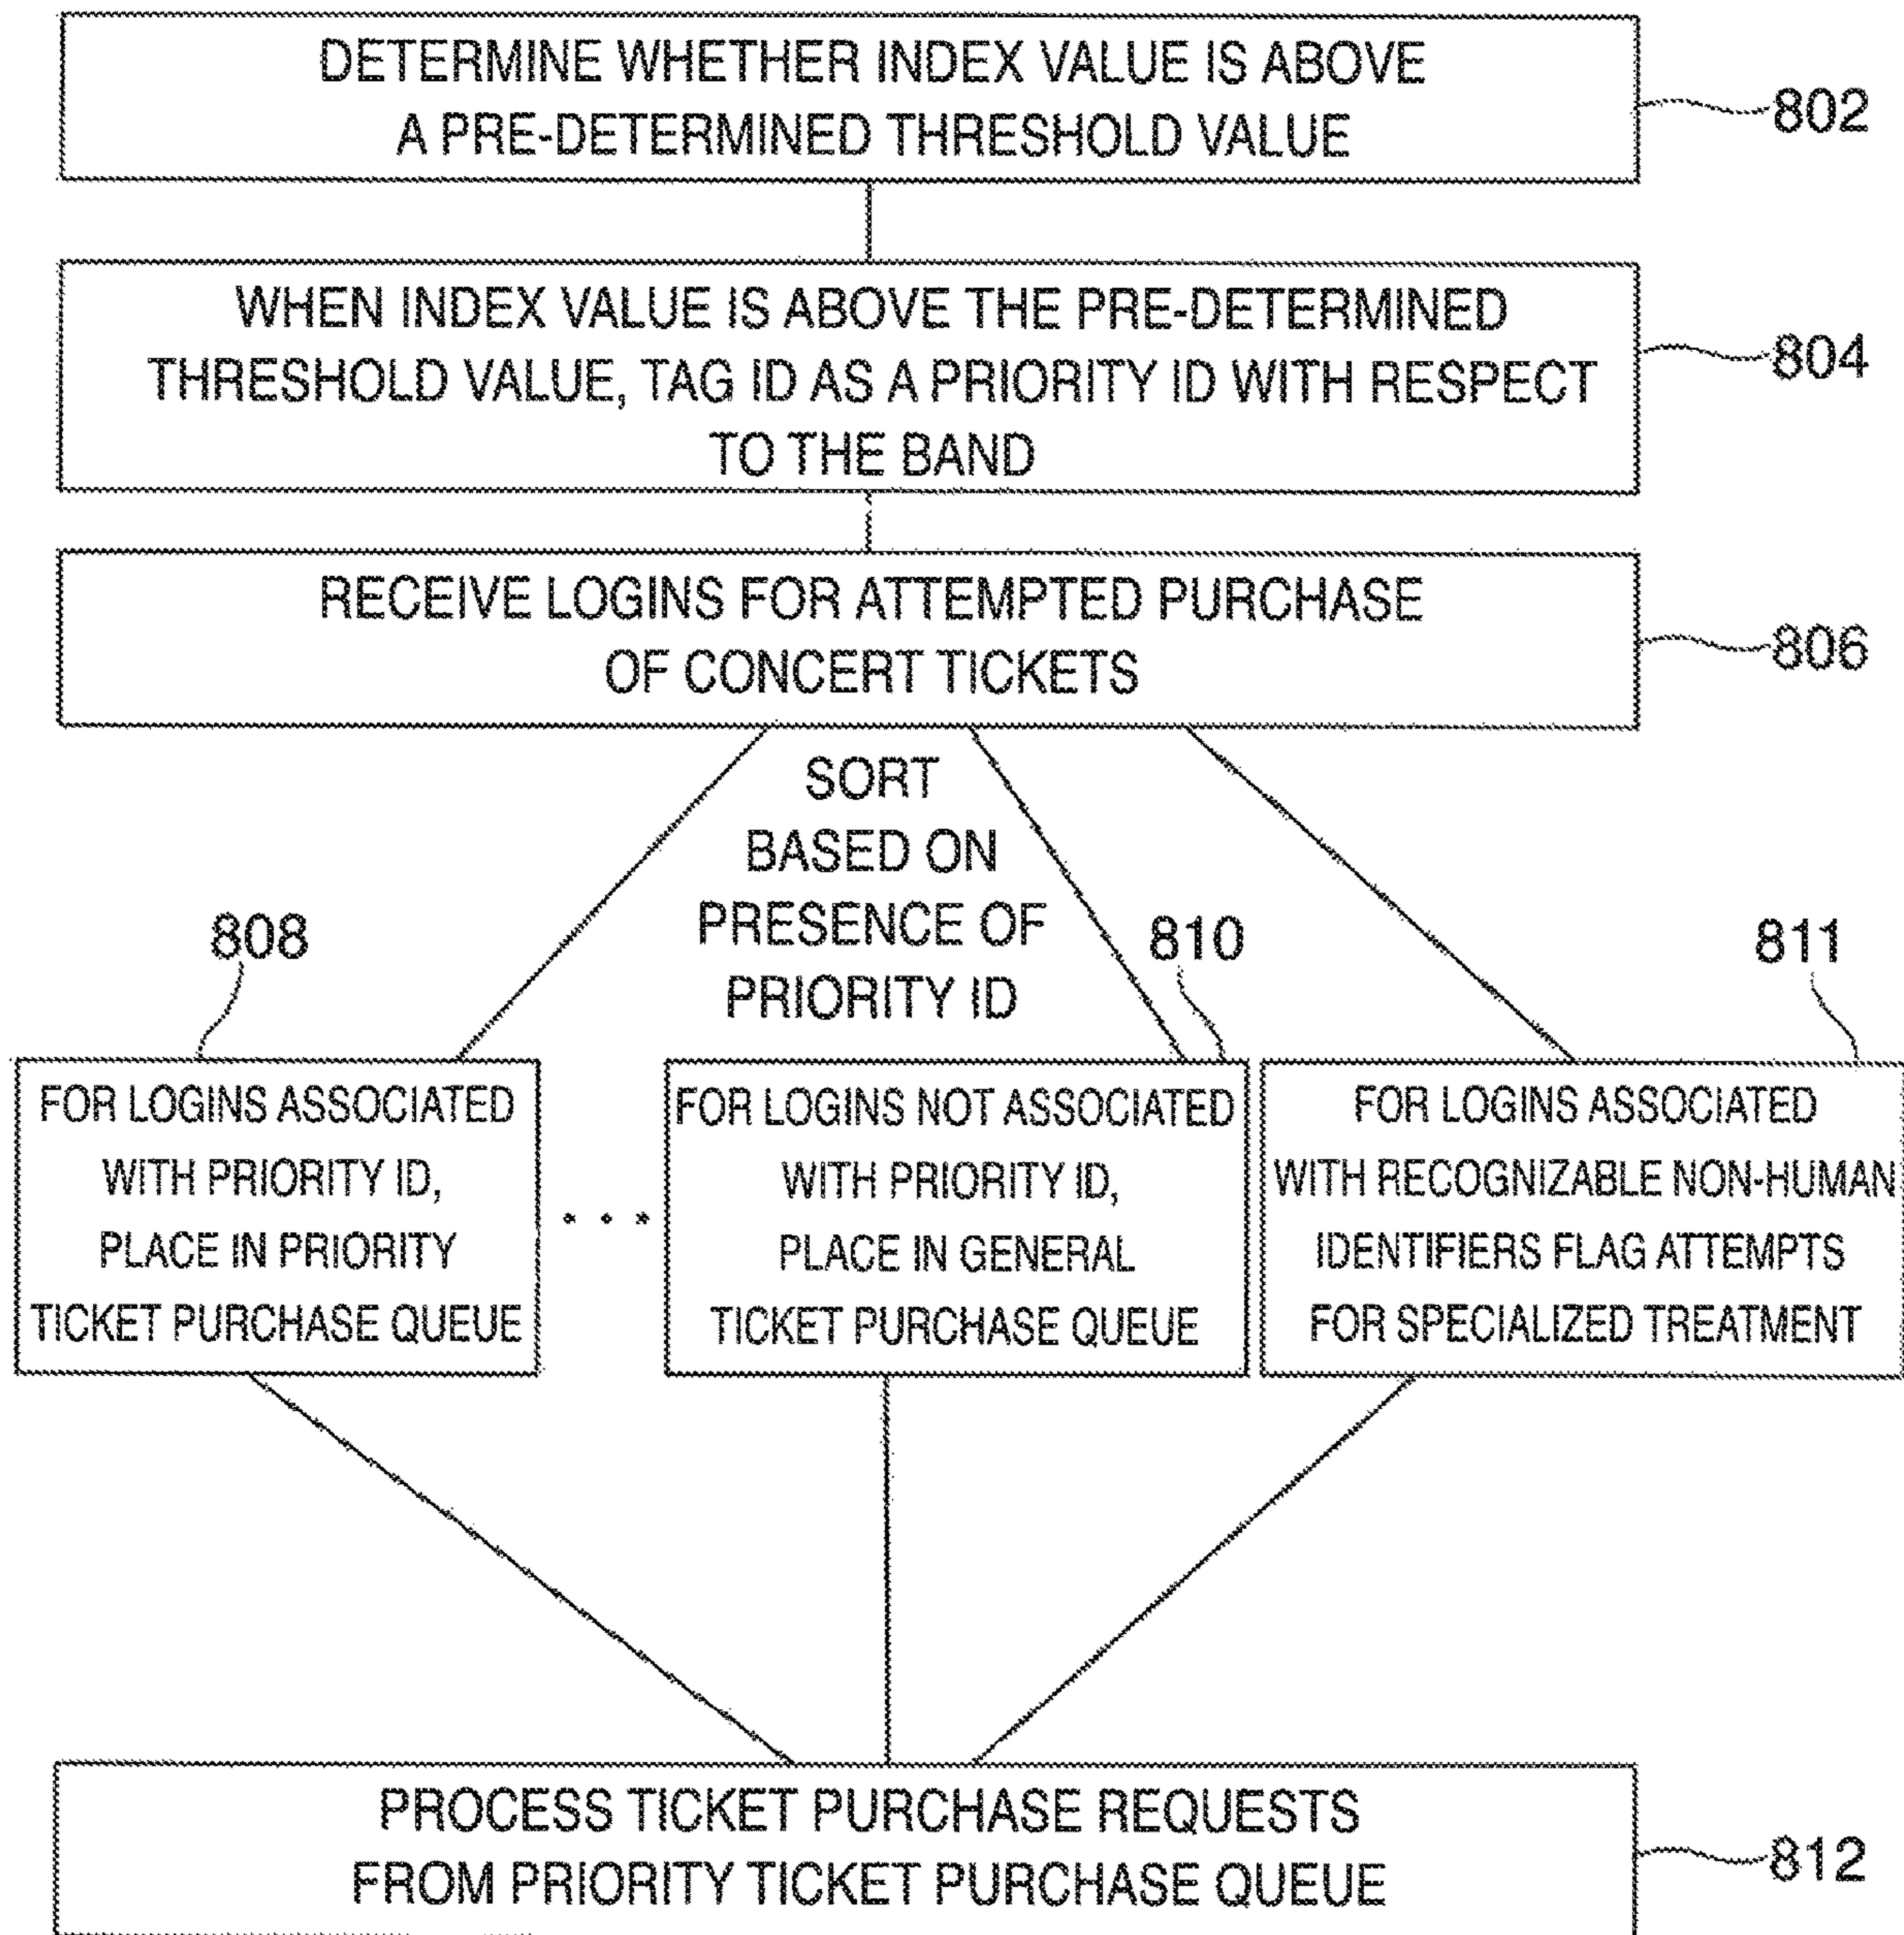 DETERMINE WHETHER INDEX VALUE IS ABOVE
A PRE-DETERMINED THRESHOLD VALUE
802
WHEN INDEX VALUE IS ABOVE THE PRE-DETERMINED
THRESHOLD VALUE, TAG ID AS A PRIORITY ID WITH RESPECT
TO THE BAND
804
RECEIVE LOGINS FOR ATTEMPTED PURCHASE
OF CONCERT TICKETS
806
SORT
BASED ON
PRESENCE OF
PRIORITY ID
808
FOR LOGINS ASSOCIATED
WITH PRIORITY ID,
PLACE IN PRIORITY
TICKET PURCHASE QUEUE
. . .
810
FOR LOGINS NOT ASSOCIATED
WITH PRIORITY ID,
PLACE IN GENERAL
TICKET PURCHASE QUEUE
811
FOR LOGINS ASSOCIATED
WITH RECOGNIZABLE NON-HUMAN
IDENTIFIERS FLAG ATTEMPTS
FOR SPECIALIZED TREATMENT
PROCESS TICKET PURCHASE REQUESTS
FROM PRIORITY TICKET PURCHASE QUEUE
812